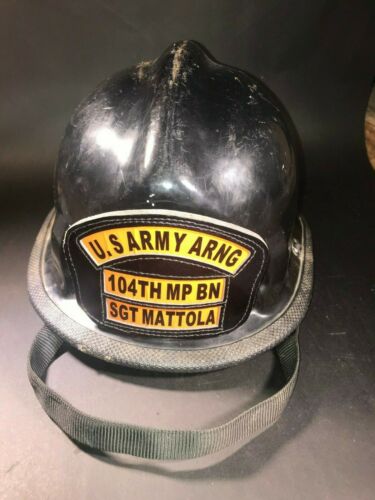 U.S ARMY ARNG
104TH MP BN
SGT MATTOLA